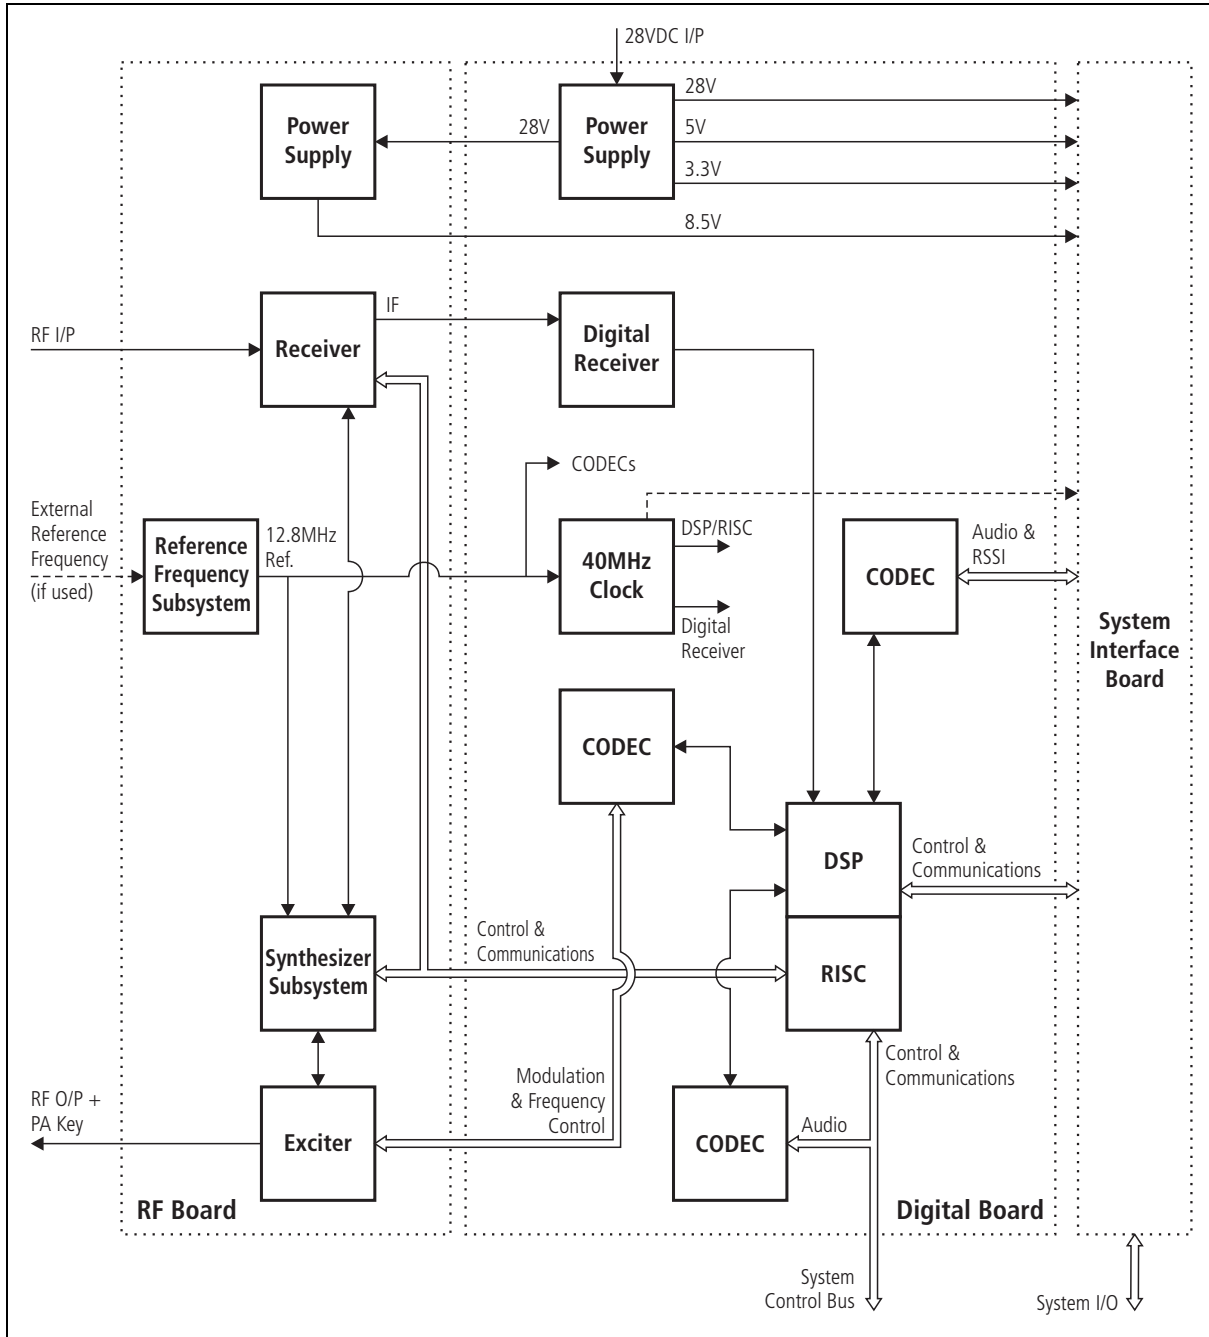 28VDC I/P
28V
Power
Supply
28V
Power
Supply
5V
3.3V
8.5V
IF
RF I/P
Receiver
Digital
Receiver
CODECs
External
Reference
Frequency
(if used)
Reference
Frequency
Subsystem
12.8MHz
Ref.
40MHz
Clock
DSP/RISC
Digital
Receiver
CODEC
Audio &
RSSI
System
Interface
Board
CODEC
DSP
Control &
Communications
Synthesizer
Subsystem
Control &
Communications
RISC
Control &
Communications
Modulation
& Frequency
Control
RF O/P +
PA Key
Exciter
CODEC
Audio
RF Board
Digital Board
System
Control Bus
System I/O